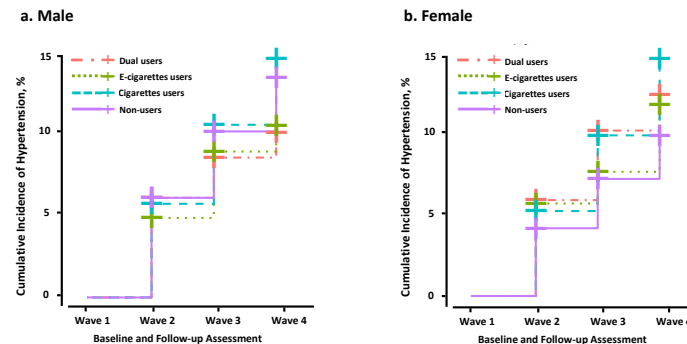 a. Male
Cumulative Incidence of Hypertension, %
15
10
5
0
Dual users
E-cigarettes users
Cigarettes users
Non-users
Wave 1 Wave 2 Wave 3 Wave 4
Baseline and Follow-up Assessment
b. Female
Cumulative Incidence of Hypertension, %
15
10
5
0
Dual users
E-cigarettes users
Cigarettes users
Non-users
Wave 1 Wave 2 Wave 3 Wave 4
Baseline and Follow-up Assessment